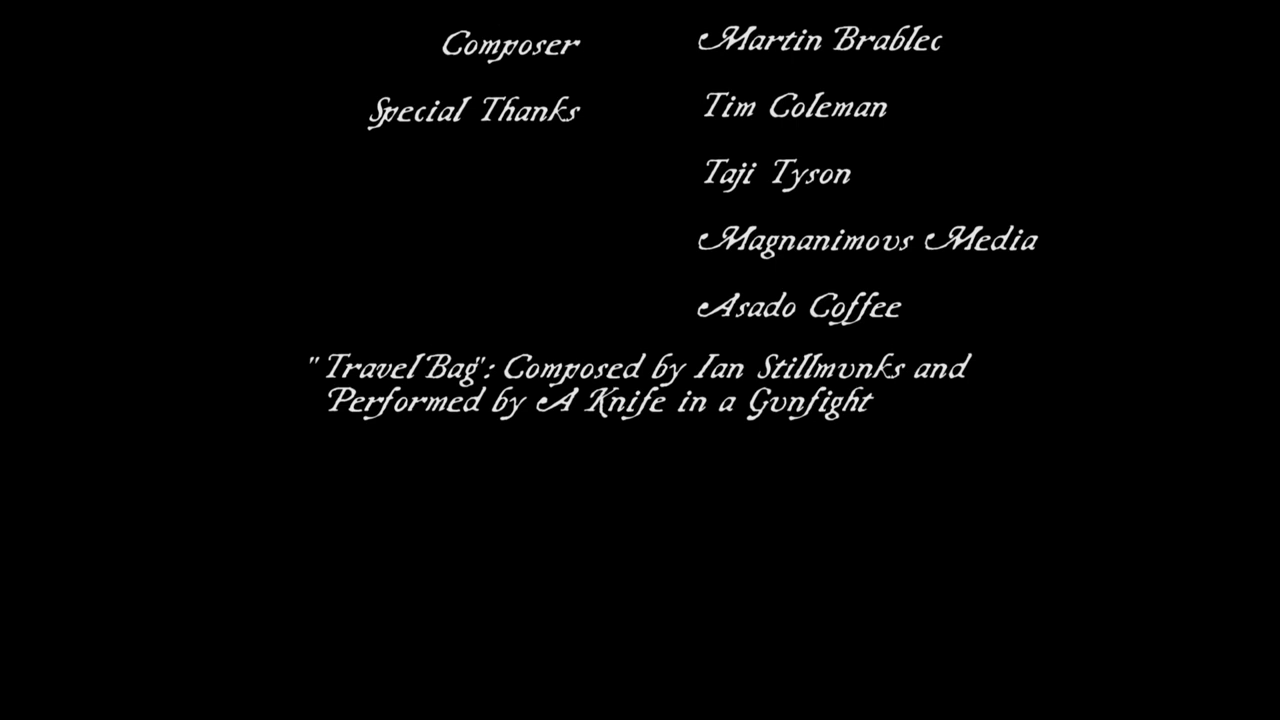 Composer Martin Brablec
Special Thanks Tim Coleman
Taji Tyson
Magnanimous Media
Asado Coffee
"Travel Bag": Composed by Ian Stillmunks and
Performed by A Knife in a Gunfight